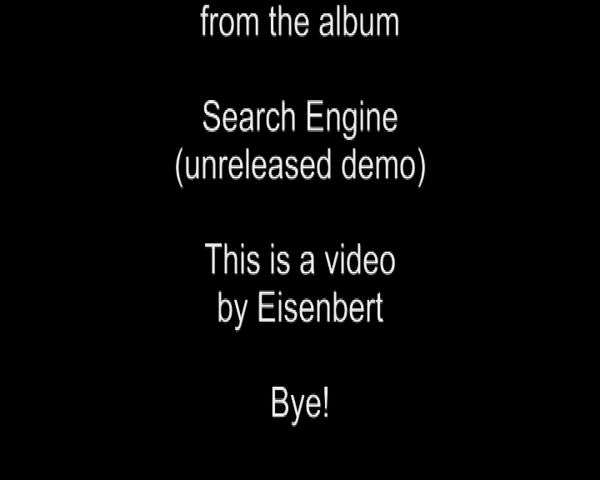 from the album
Search Engine
(unreleased demo)
This is a video
by Eisenbert
Bye!